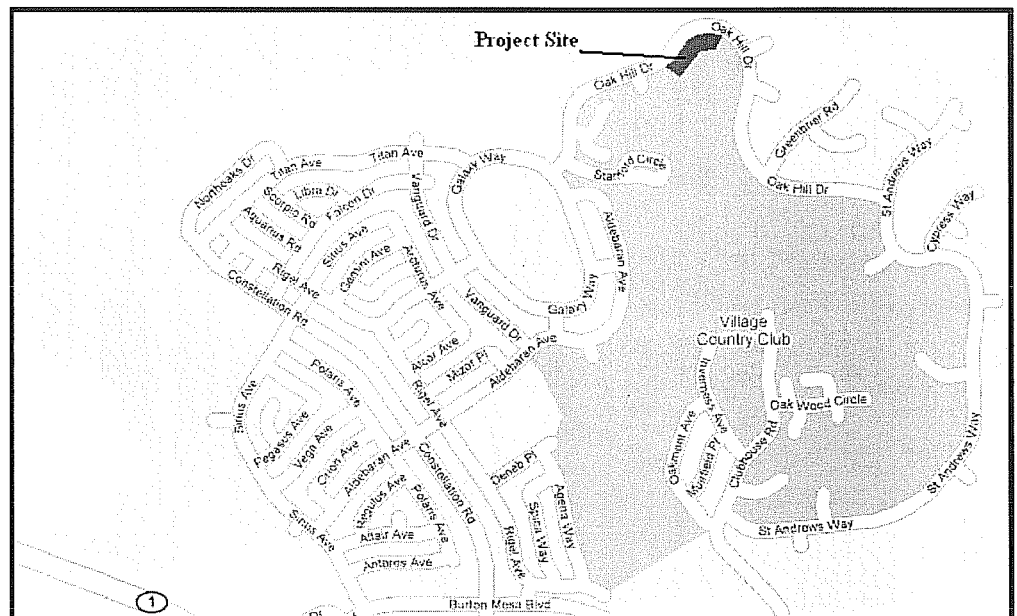 Project Site
Oak Hill Dr
Oak Hill Dr
Greenbrier Rd
Oak Hill Dr
St Andrews Way
Cypress Way
Starfold Circle
Northoaks Dr
Titan Ave
Titan Ave
Galaxy Way
Libra Dr
Scorpio Rd
Falcon Dr
Aquarius Rd
Vanguard Dr
Sirius Ave
Gemini Ave
Arcturus Ave
Aldebaran Ave
Rigel Ave
Constellation Rd
Vanguard Dr
Galaxy Way
Village
Country Club
Alcor Ave
Mizar Pl
Aldebaran Ave
Inverness Ave
Oak Wood Circle
Polaris Ave
Rigel Ave
Sirius Ave
Pegasus Ave
Vega Ave
Orion Ave
Aldebaran Ave
Regulus Ave
Polaris Ave
Constellation Rd
Deneb Pl
Oakmont Ave
Muirfield Pl
Clubhouse Rd
St Andrews Way
Sirius Ave
Altair Ave
Antares Ave
Rigel Ave
Spica Way
Agena Way
St Andrews Way
1
Burton Mesa Blvd